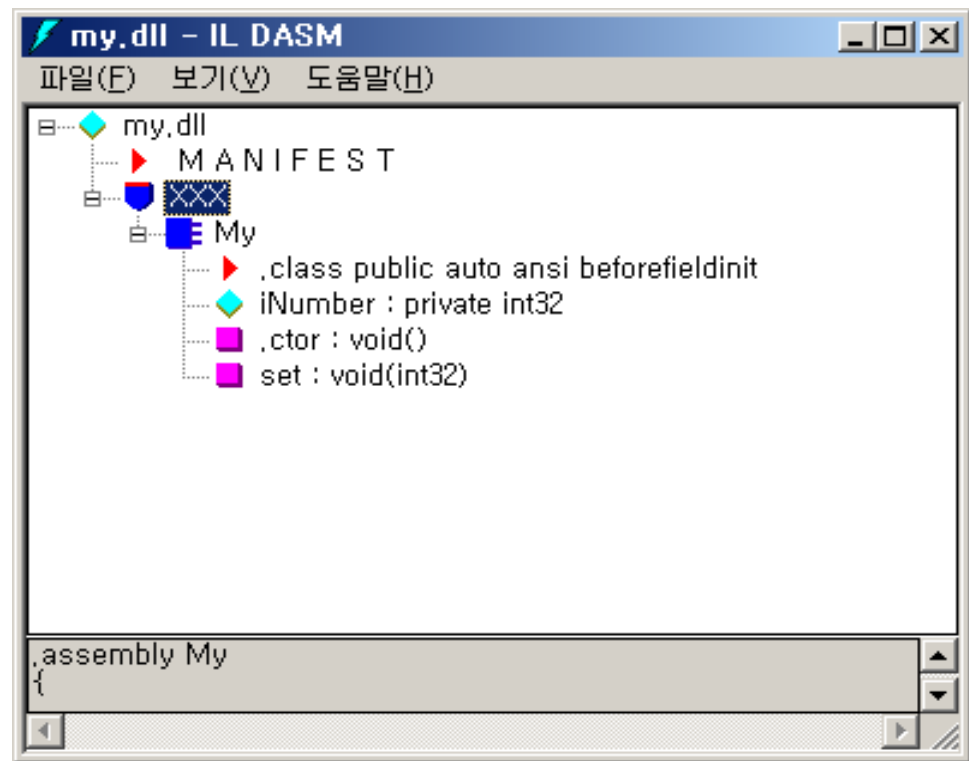 my.dll - IL DASM
파일(F) 보기(V) 도움말(H)
my.dll
M A N I F E S T
XXX
My
.class public auto ansi beforefieldinit
iNumber : private int32
.ctor : void()
set : void(int32)
.assembly My
{